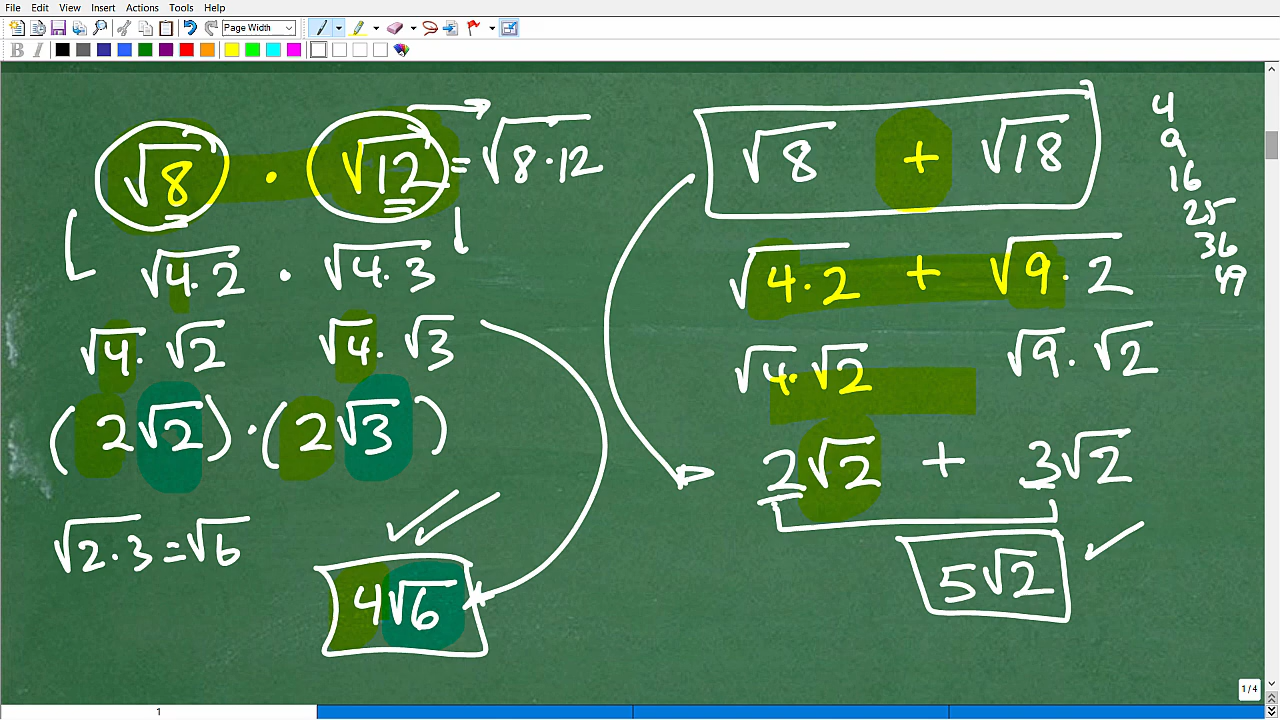 File Edit View Insert Actions Tools Help
Page Width
B I
√8 · √12 = √8·12
√4·2 · √4·3
√4 · √2 √4 · √3
(2√2) · (2√3)
√2·3 = √6
4√6
√8 + √18
√4·2 + √9·2
√4·√2 √9·√2
2√2 + 3√2
5√2
4
9
16
25
36
49
1/4
1